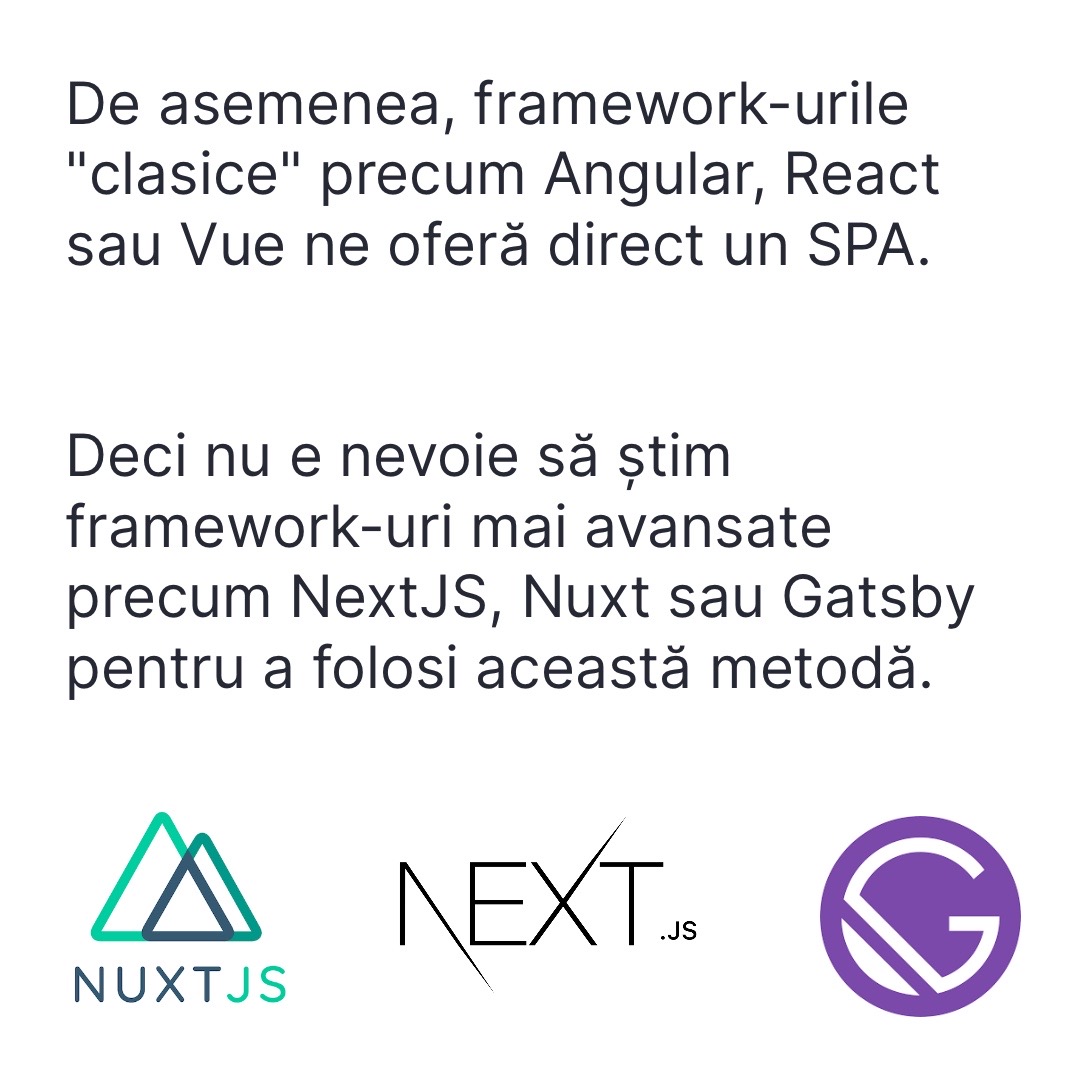 De asemenea, framework-urile
"clasice" precum Angular, React
sau Vue ne oferă direct un SPA.
Deci nu e nevoie să știm
framework-uri mai avansate
precum NextJS, Nuxt sau Gatsby
pentru a folosi această metodă.
NUXTJS
NEXT.JS